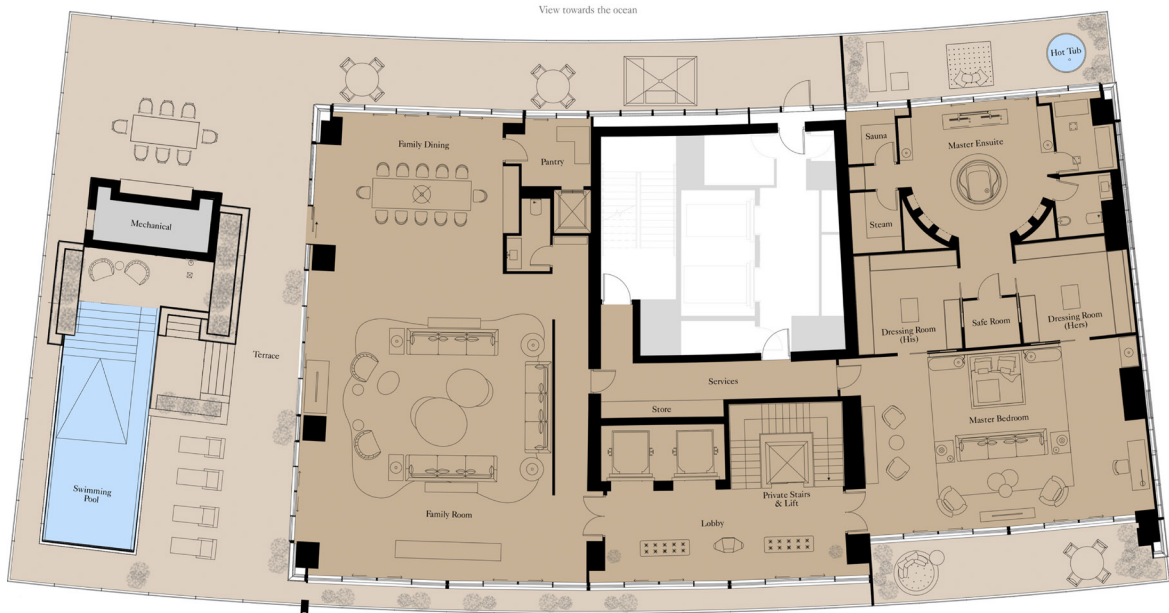 View towards the ocean
Hot Tub
Sauna
Family Dining
Master Ensuite
Pantry
Mechanical
Steam
Dressing Room
(His)
Safe Room
Dressing Room
(Hers)
Terrace
Services
Store
Master Bedroom
Swimming
Pool
Private Stairs
& Lift
Family Room
Lobby